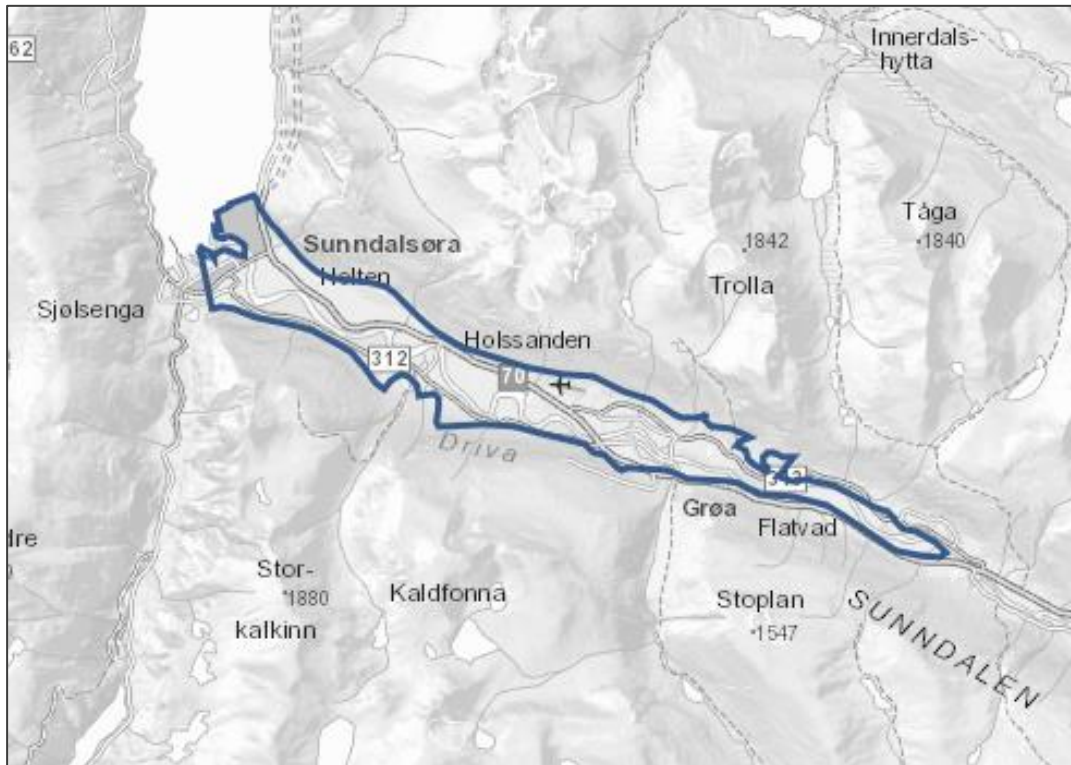 62
Innerdals-
hytta
Tåga
1840
1842
Trolla
Sunndalsøra
Holten
Sjølsenga
Holssanden
312
70
Driva
Grøa
Flatvad
dre
Stor-
1880
kalkinn
Kaldfonna
Stoplan
1547
SUNNDALEN